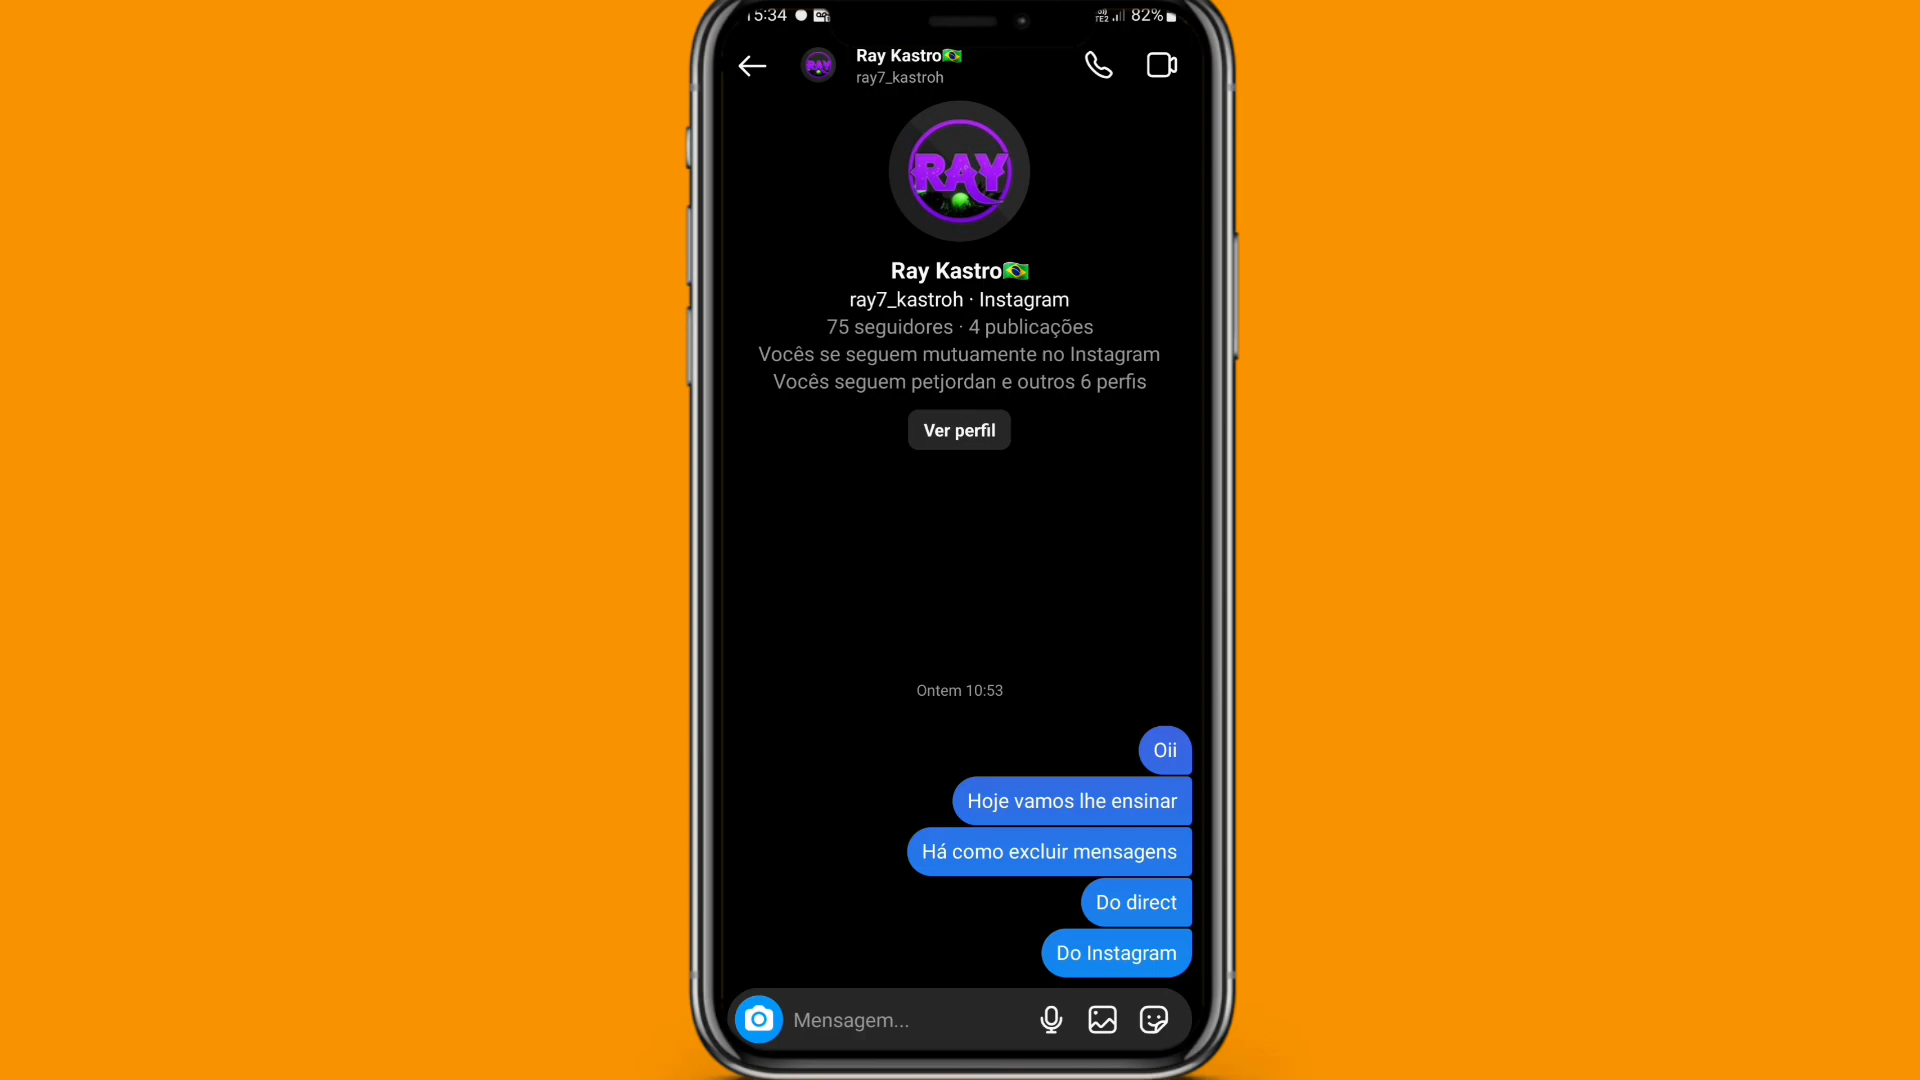 15:34 82%
Ray Kastro🇧🇷
ray7_kastroh
RAY
Ray Kastro🇧🇷
ray7_kastroh · Instagram
75 seguidores · 4 publicações
Vocês se seguem mutuamente no Instagram
Vocês seguem petjordan e outros 6 perfis
Ver perfil
Ontem 10:53
Oii
Hoje vamos lhe ensinar
Há como excluir mensagens
Do direct
Do Instagram
Mensagem...